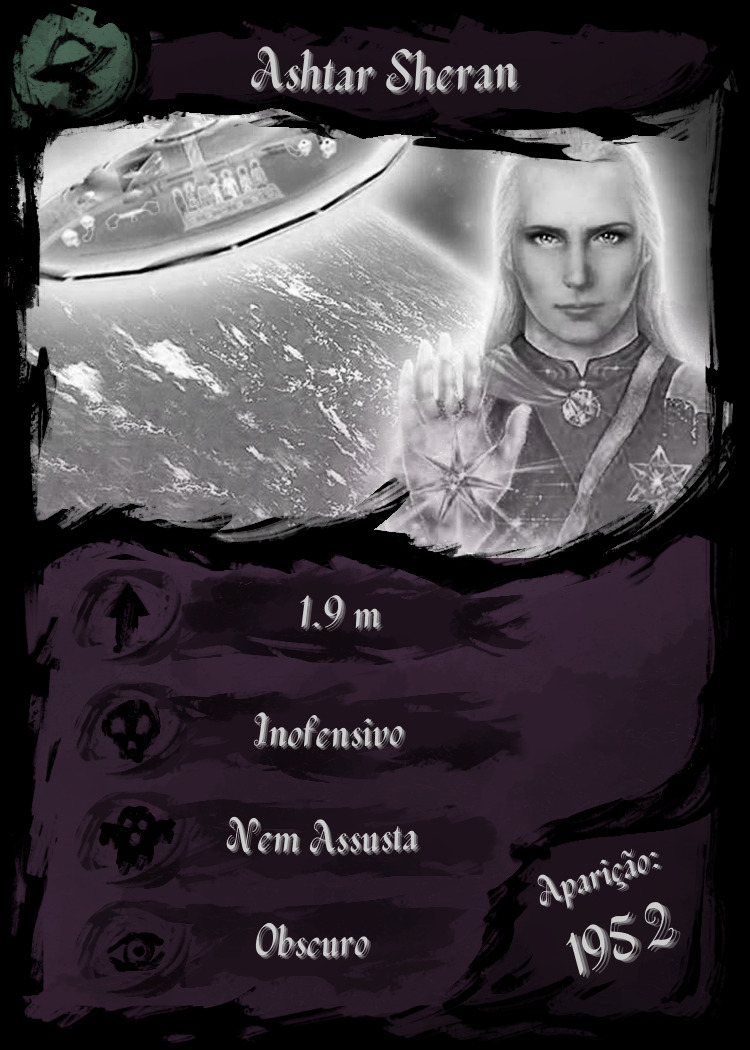 Ashtar Sheran
1.9 m
Inofensivo
Nem Assusta
Obscuro
Aparição:
1952